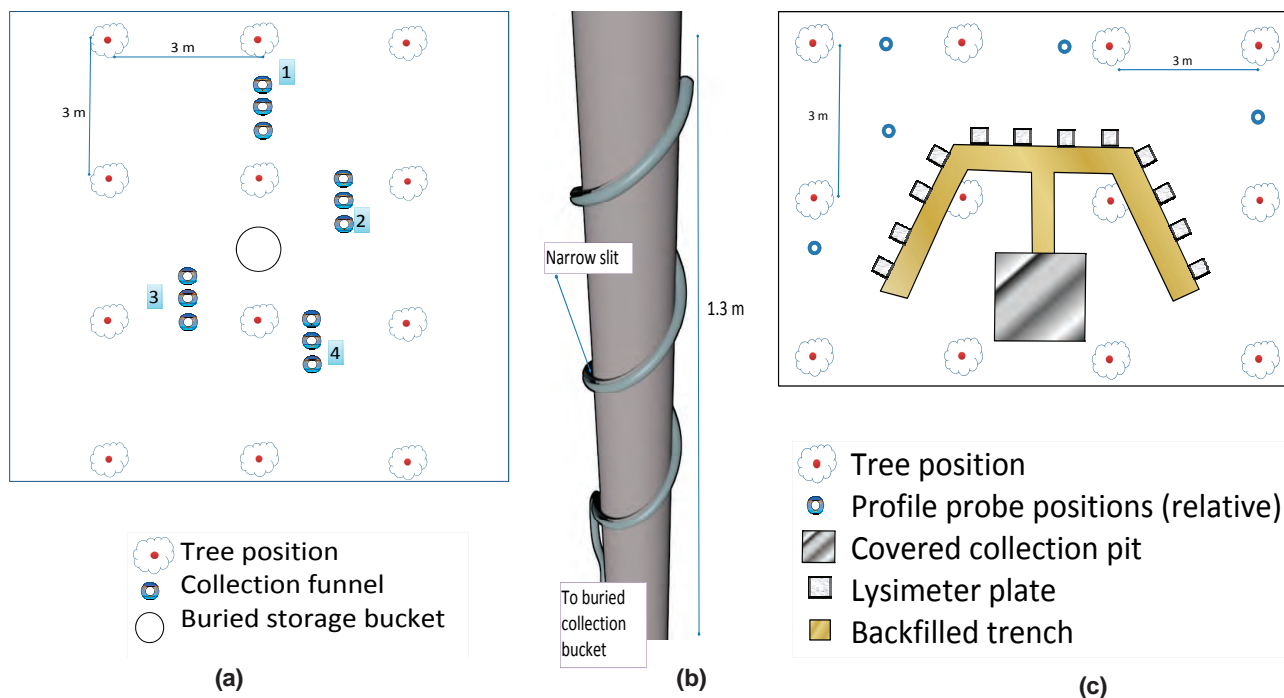 3 m
1
3 m
2
3
4
Tree position
Collection funnel
Buried storage bucket
(a)
Narrow slit
1.3 m
To buried
collection
bucket
(b)
3 m
3 m
Tree position
Profile probe positions (relative)
Covered collection pit
Lysimeter plate
Backfilled trench
(c)